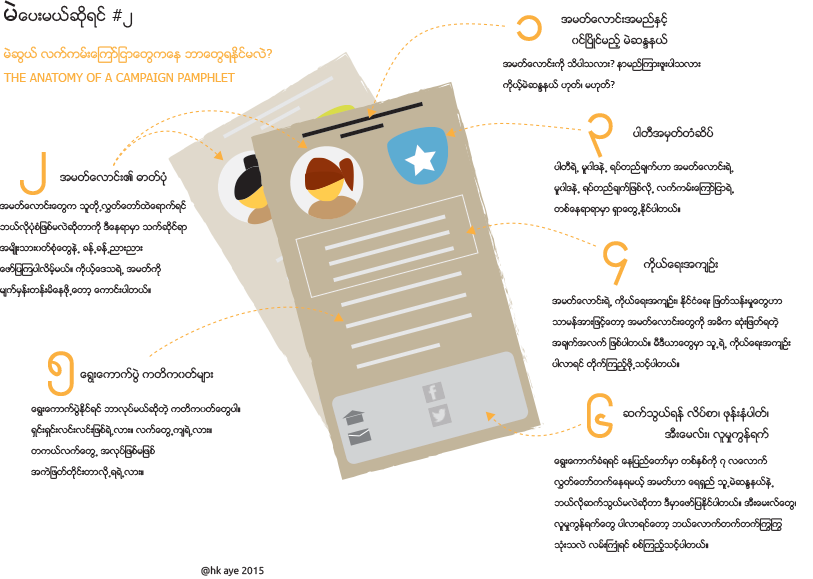 မဲပေးမယ်ဆိုရင် #၂
မဲဆွယ် လက်ကမ်းကြော်ငြာတွေကနေ ဘာတွေရနိုင်မလဲ?
THE ANATOMY OF A CAMPAIGN PAMPHLET
၁
အမတ်လောင်းအမည်နှင့်
ဝင်ပြိုင်မည့် မဲဆန္ဒနယ်
အမတ်လောင်းကို သိပါသလား? နာမည်ကြားဖူးပါသလား
ကိုယ့်မဲဆန္ဒနယ် ဟုတ်၊ မဟုတ်?
၂
အမတ်လောင်း၏ ဓာတ်ပုံ
အမတ်လောင်းတွေက သူတို့လွှတ်တော်ထဲရောက်ရင်
ဘယ်လိုပုံစံဖြစ်မလဲဆိုတာကို ဒီနေရာမှာ သက်ဆိုင်ရာ
အမျိုးသားဝတ်စုံတွေနဲ့ ခန့်ခန့်ညားညား
ဖော်ပြကြပါလိမ့်မယ်။ ကိုယ့်ဒေသရဲ့ အမတ်ကို
မျက်မှန်းတန်းမိနေဖို့တော့ ကောင်းပါတယ်။
၃
ပါတီအမှတ်တံဆိပ်
ပါတီရဲ့ မူဝါဒနဲ့ ရပ်တည်ချက်ဟာ အမတ်လောင်းရဲ့
မူဝါဒနဲ့ ရပ်တည်ချက်ဖြစ်လို့ လက်ကမ်းကြော်ငြာရဲ့
တစ်နေရာရာမှာ ရှာတွေ့နိုင်ပါတယ်။
၄
ကိုယ်ရေးအကျဉ်း
အမတ်လောင်းရဲ့ ကိုယ်ရေးအကျဉ်း၊ နိုင်ငံရေး ဖြတ်သန်းမှုတွေဟာ
သာမန်အားဖြင့်တော့ အမတ်လောင်းတွေကို အဓိက ဆုံးဖြတ်ရတဲ့
အချက်အလက် ဖြစ်ပါတယ်။ မီဒီယာတွေမှာ သူ့ရဲ့ ကိုယ်ရေးအကျဉ်း
ပါလာရင် တိုက်ကြည့်ဖို့သင့်ပါတယ်။
၅
ရွေးကောက်ပွဲ ကတိကဝတ်များ
ရွေးကောက်ပွဲနိုင်ရင် ဘာလုပ်မယ်ဆိုတဲ့ ကတိကဝတ်တွေပါ။
ရှင်းရှင်းလင်းလင်းဖြစ်ရဲ့လား။ လက်တွေ့ကျရဲ့လား။
တကယ်လက်တွေ့ အလုပ်ဖြစ်မဖြစ်
အကဲဖြတ်တိုင်းတာလို့ရရဲ့လား။
၆
ဆက်သွယ်ရန် လိပ်စာ၊ ဖုန်းနံပါတ်၊
အီးမေလ်း၊ လူမှုကွန်ရက်
ရွေးကောက်ခံရရင် နေပြည်တော်မှာ တစ်နှစ်ကို ၇ လလောက်
လွှတ်တော်တက်နေရမယ့် အမတ်ဟာ ရေရှည် သူ့မဲဆန္ဒနယ်နဲ့
ဘယ်လိုဆက်သွယ်မလဲဆိုတာ ဒီမှာဖော်ပြနိုင်ပါတယ်။ အီးမေးလ်တွေ၊
လူမှုကွန်ရက်တွေ ပါလာရင်တော့ ဘယ်လောက်တက်တက်ကြွကြွ
သုံးသလဲ လမ်းကြုံရင် စစ်ကြည့်သင့်ပါတယ်။
@hk aye 2015